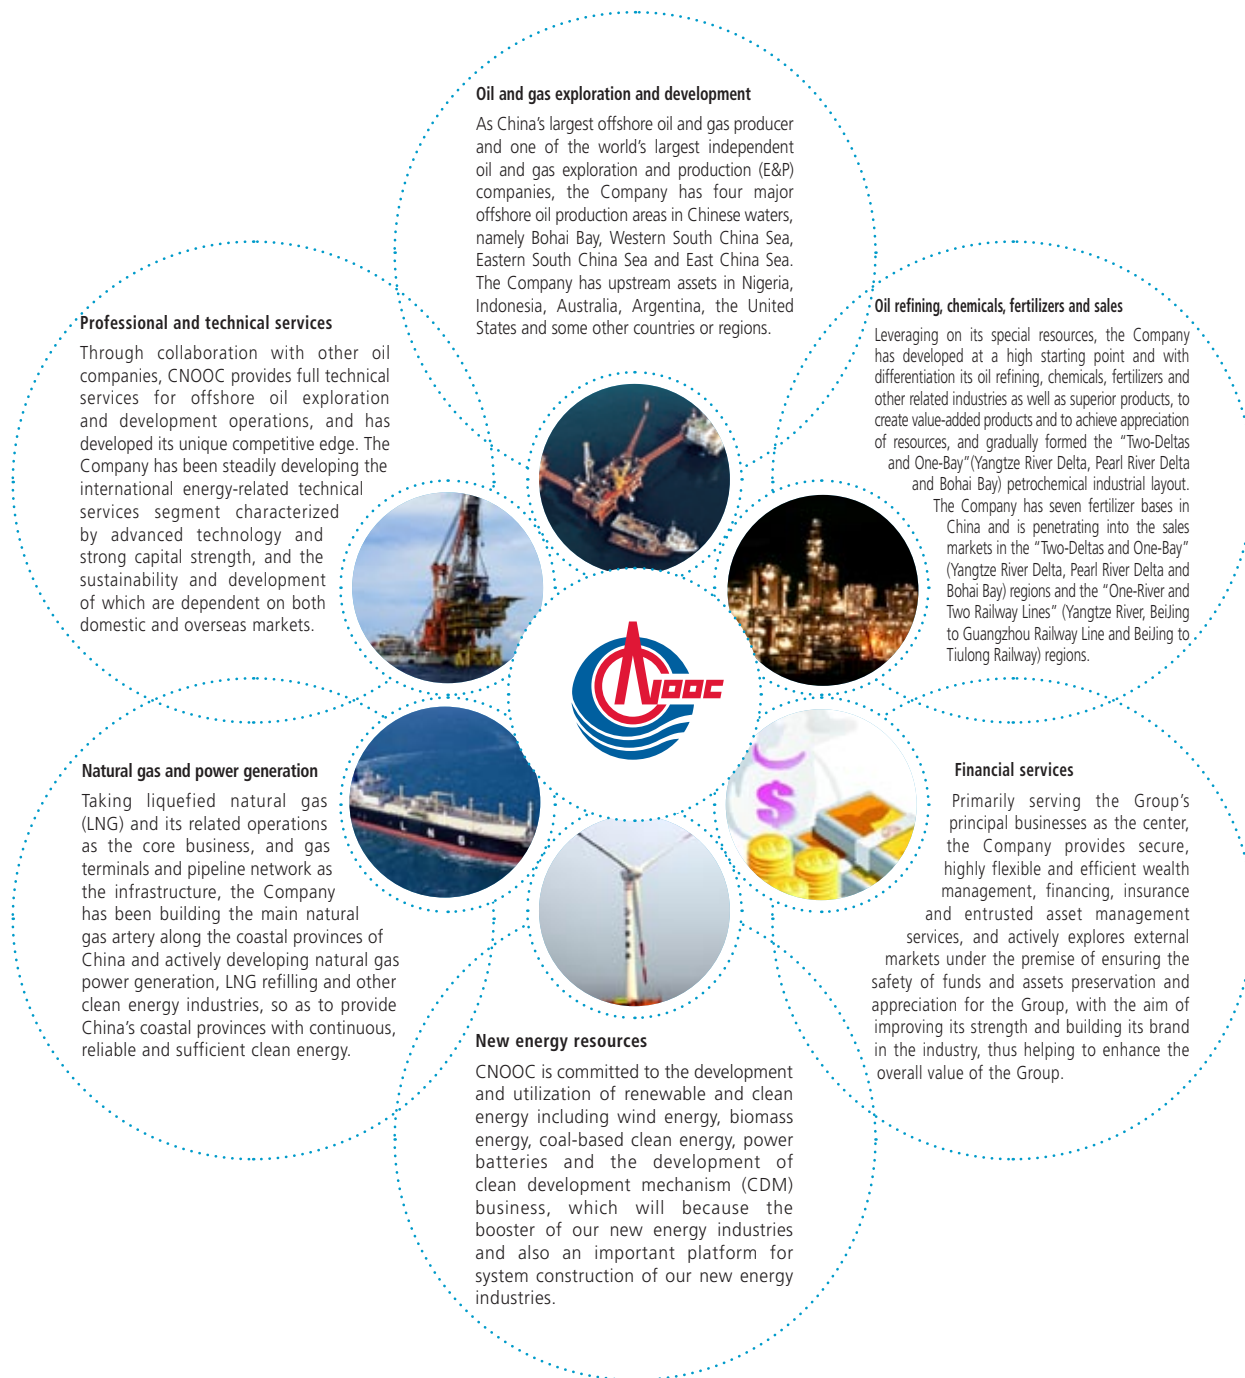 Oil and gas exploration and development
As China’s largest offshore oil and gas producer
and one of the world’s largest independent
oil and gas exploration and production (E&P)
companies, the Company has four major
offshore oil production areas in Chinese waters,
namely Bohai Bay, Western South China Sea,
Eastern South China Sea and East China Sea.
The Company has upstream assets in Nigeria,
Indonesia, Australia, Argentina, the United
States and some other countries or regions.
Oil refining, chemicals, fertilizers and sales
Leveraging on its special resources, the Company
has developed at a high starting point and with
differentiation its oil refining, chemicals, fertilizers and
other related industries as well as superior products, to
create value-added products and to achieve appreciation
of resources, and gradually formed the “Two-Deltas
and One-Bay”(Yangtze River Delta, Pearl River Delta
and Bohai Bay) petrochemical industrial layout.
The Company has seven fertilizer bases in
China and is penetrating into the sales
markets in the “Two-Deltas and One-Bay”
(Yangtze River Delta, Pearl River Delta and
Bohai Bay) regions and the “One-River and
Two Railway Lines” (Yangtze River, BeiJing
to Guangzhou Railway Line and BeiJing to
Tiulong Railway) regions.
Professional and technical services
Through collaboration with other oil
companies, CNOOC provides full technical
services for offshore oil exploration
and development operations, and has
developed its unique competitive edge. The
Company has been steadily developing the
international energy-related technical
services segment characterized
by advanced technology and
strong capital strength, and the
sustainability and development
of which are dependent on both
domestic and overseas markets.
CNOOC
Natural gas and power generation
Taking liquefied natural gas
(LNG) and its related operations
as the core business, and gas
terminals and pipeline network as
the infrastructure, the Company
has been building the main natural
gas artery along the coastal provinces of
China and actively developing natural gas
power generation, LNG refilling and other
clean energy industries, so as to provide
China’s coastal provinces with continuous,
reliable and sufficient clean energy.
L N G
$
Financial services
Primarily serving the Group’s
principal businesses as the center,
the Company provides secure,
highly flexible and efficient wealth
management, financing, insurance
and entrusted asset management
services, and actively explores external
markets under the premise of ensuring the
safety of funds and assets preservation and
appreciation for the Group, with the aim of
improving its strength and building its brand
in the industry, thus helping to enhance the
overall value of the Group.
New energy resources
CNOOC is committed to the development
and utilization of renewable and clean
energy including wind energy, biomass
energy, coal-based clean energy, power
batteries and the development of
clean development mechanism (CDM)
business, which will because the
booster of our new energy industries
and also an important platform for
system construction of our new energy
industries.